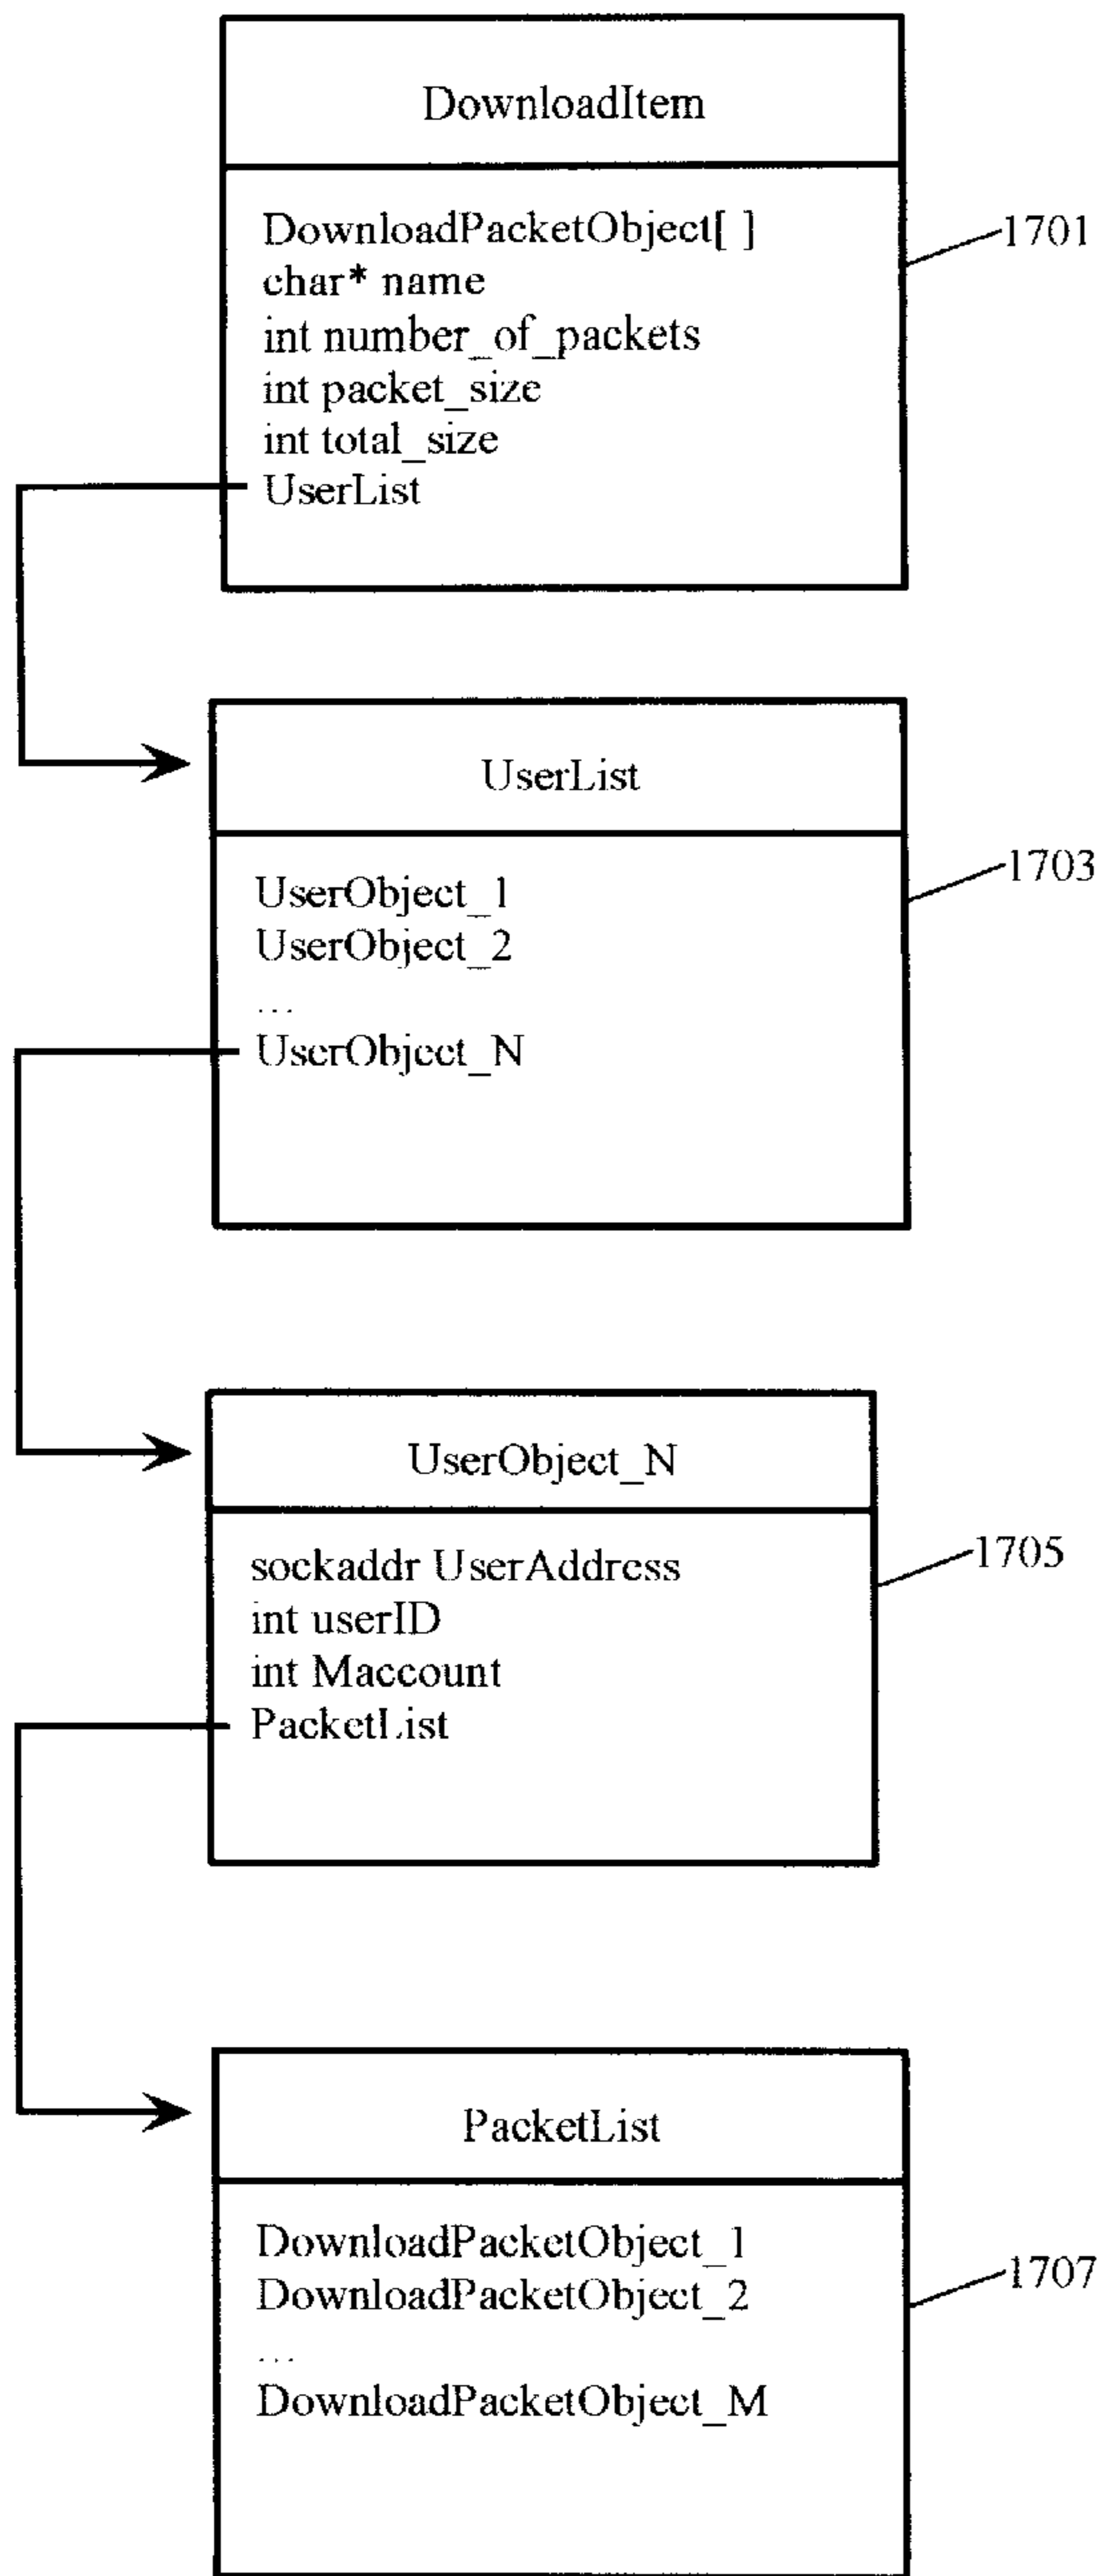 DownloadItem
DownloadPacketObject[ ]
1701
char* name
int number_of_packets
int packet_size
int total_size
UserList
UserList
1703
UserObject_1
UserObject_2
...
UserObject_N
UserObject_N
sockaddr UserAddress
1705
int userID
int Maccount
PacketList
PacketList
DownloadPacketObject_1
1707
DownloadPacketObject_2
...
DownloadPacketObject_M